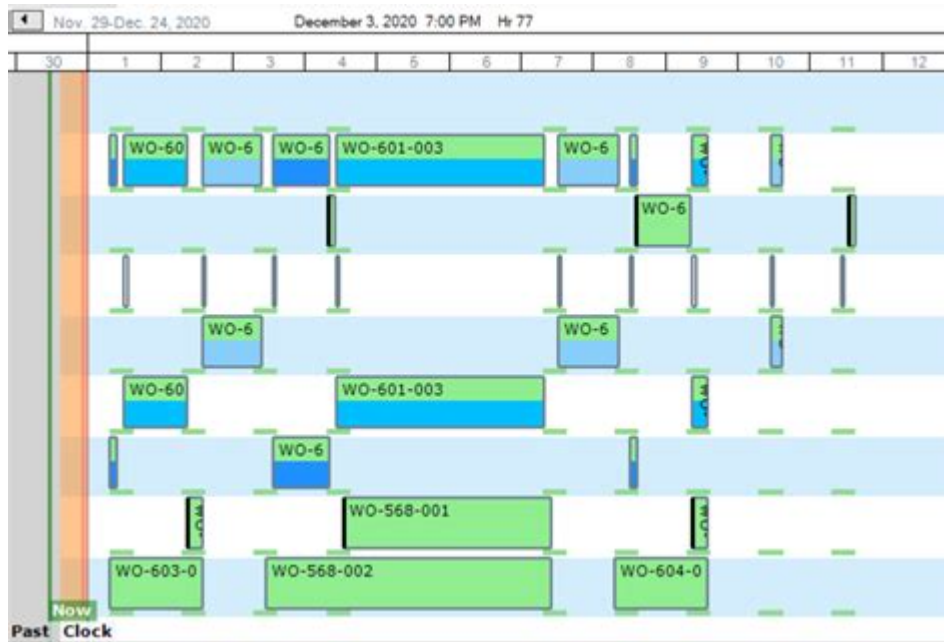 Nov. 29-Dec. 24, 2020 December 3, 2020 7:00 PM Hr 77
30 1 2 3 4 5 6 7 8 9 10 11 12
WO-60 WO-6 WO-6 WO-601-003 WO-6
WO-6
WO-6 WO-6
WO-60 WO-601-003
WO-6
WO-568-001
WO-603-0 WO-568-002 WO-604-0
Now
Past Clock